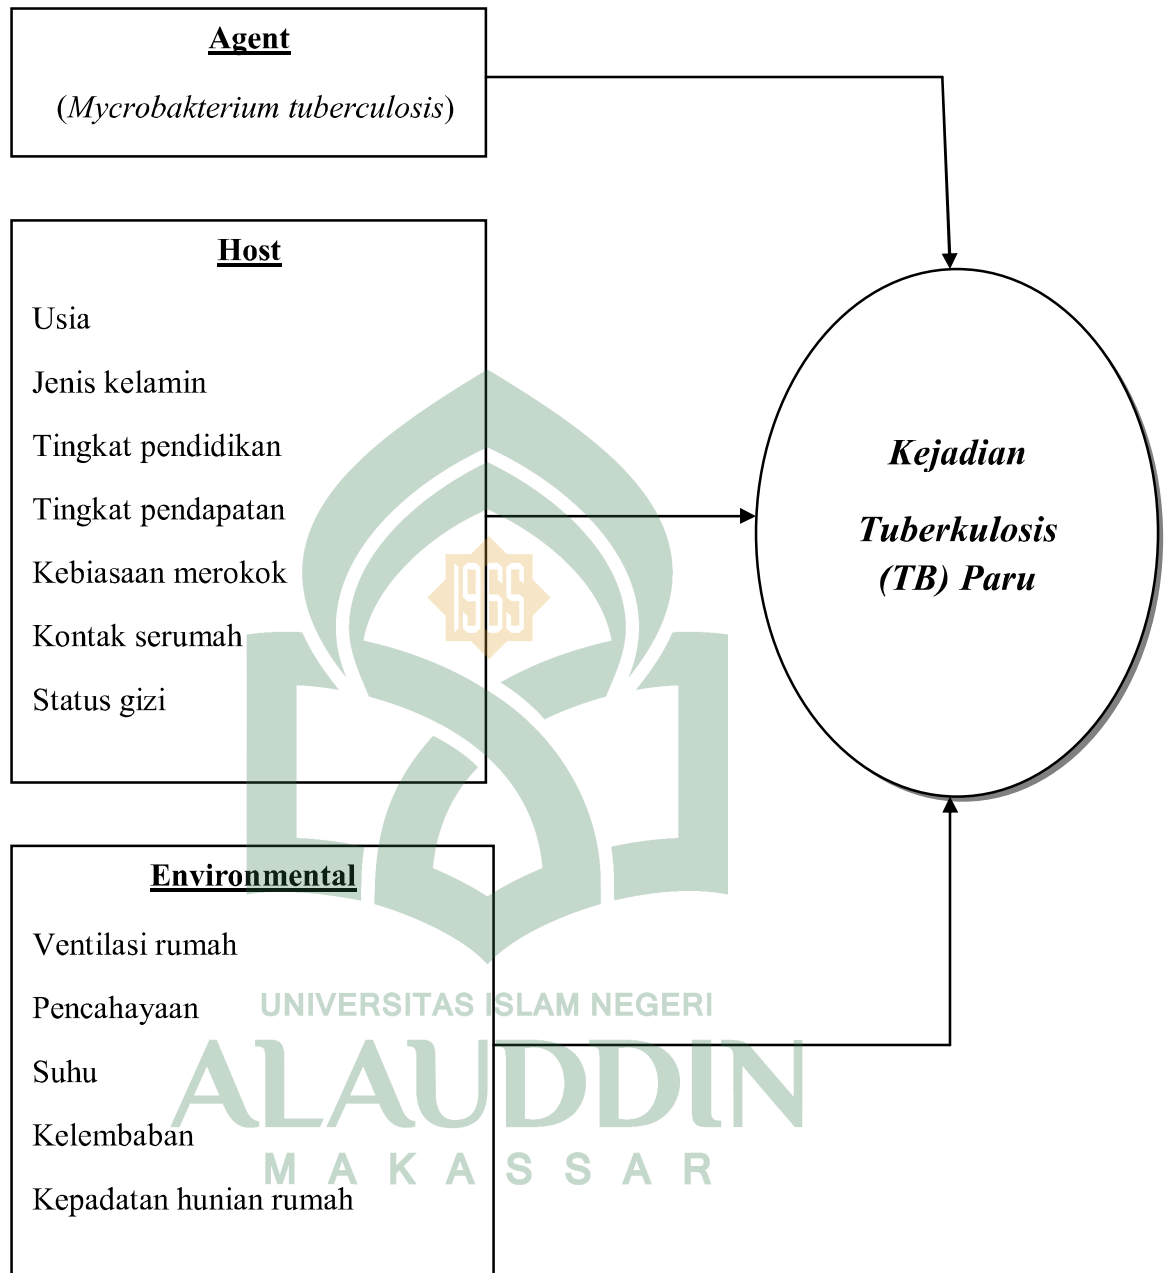 Agent
(Mycrobakterium tuberculosis)
Host
Usia
Jenis kelamin
Tingkat pendidikan
Tingkat pendapatan
Kebiasaan merokok
Kontak serumah
Status gizi
Kejadian
Tuberkulosis
(TB) Paru
1965
Environmental
Ventilasi rumah
Pencahayaan
Suhu
Kelembaban
Kepadatan hunian rumah
UNIVERSITAS ISLAM NEGERI
ALAUDDIN
MAKASSAR